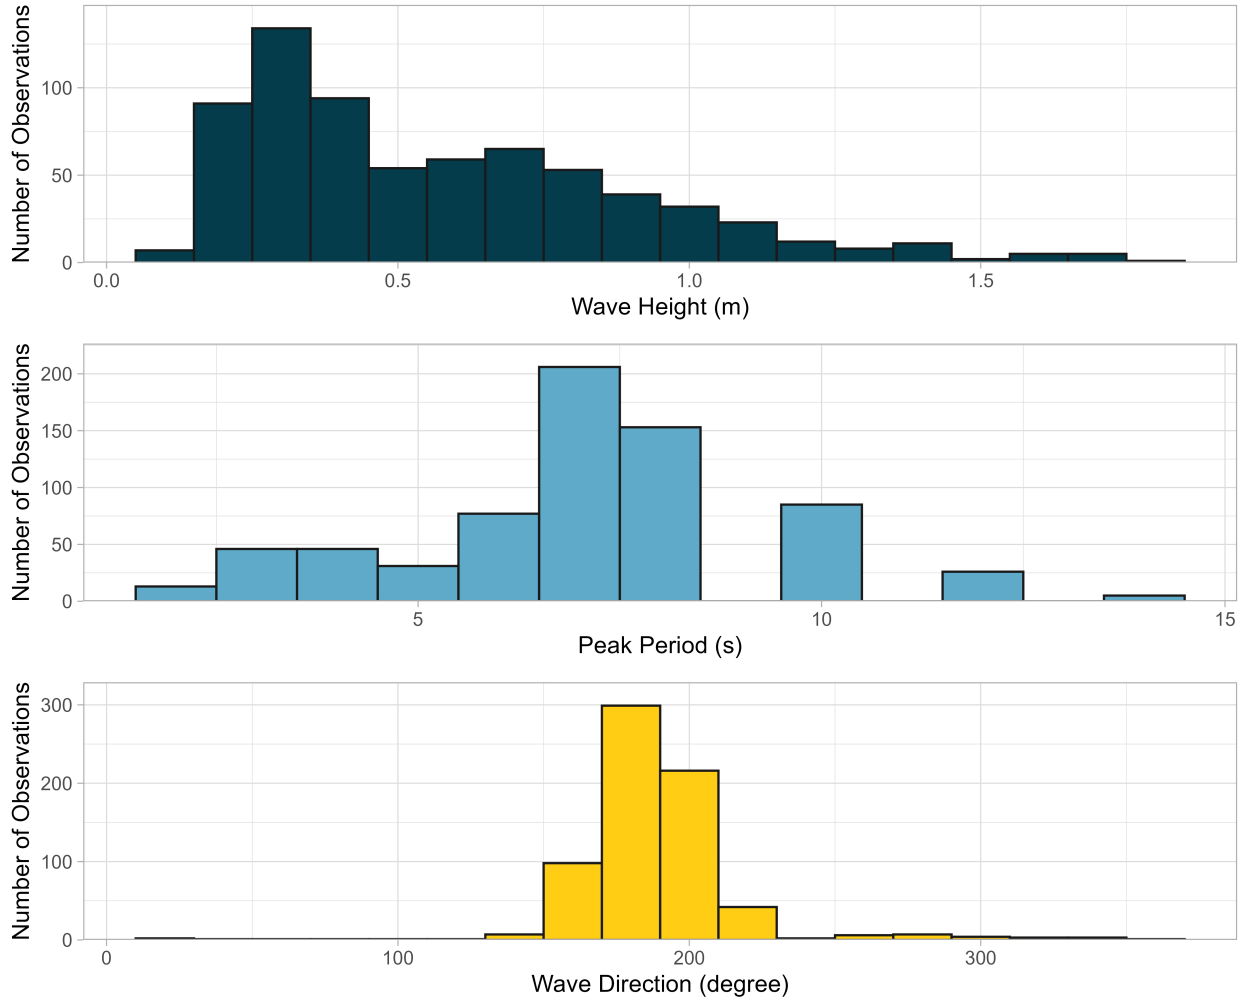 Number of Observations
100
50
0
0.0 0.5 1.0 1.5
Wave Height (m)
Number of Observations
200
150
100
50
0
5 10 15
Peak Period (s)
Number of Observations
300
200
100
0
0 100 200 300
Wave Direction (degree)